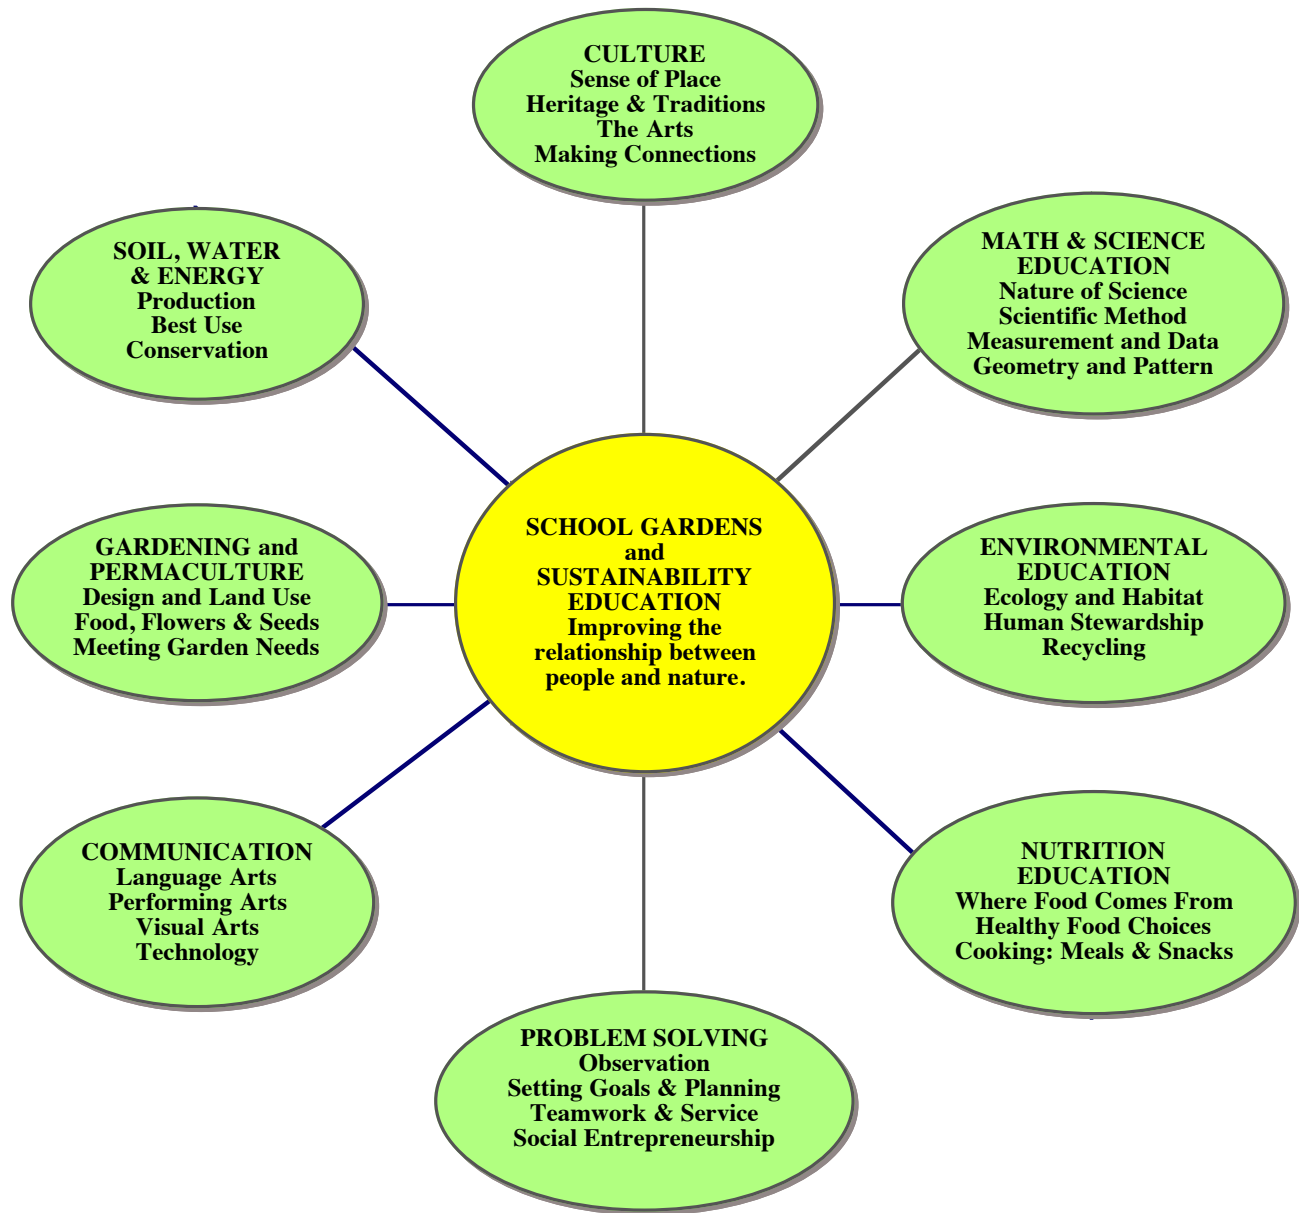 CULTURE
Sense of Place
Heritage & Traditions
The Arts
Making Connections
MATH & SCIENCE
EDUCATION
Nature of Science
Scientific Method
Measurement and Data
Geometry and Pattern
SOIL, WATER
& ENERGY
Production
Best Use
Conservation
SCHOOL GARDENS
and
SUSTAINABILITY
EDUCATION
Improving the
relationship between
people and nature.
GARDENING and
PERMACULTURE
Design and Land Use
Food, Flowers & Seeds
Meeting Garden Needs
ENVIRONMENTAL
EDUCATION
Ecology and Habitat
Human Stewardship
Recycling
COMMUNICATION
Language Arts
Performing Arts
Visual Arts
Technology
NUTRITION
EDUCATION
Where Food Comes From
Healthy Food Choices
Cooking: Meals & Snacks
PROBLEM SOLVING
Observation
Setting Goals & Planning
Teamwork & Service
Social Entrepreneurship